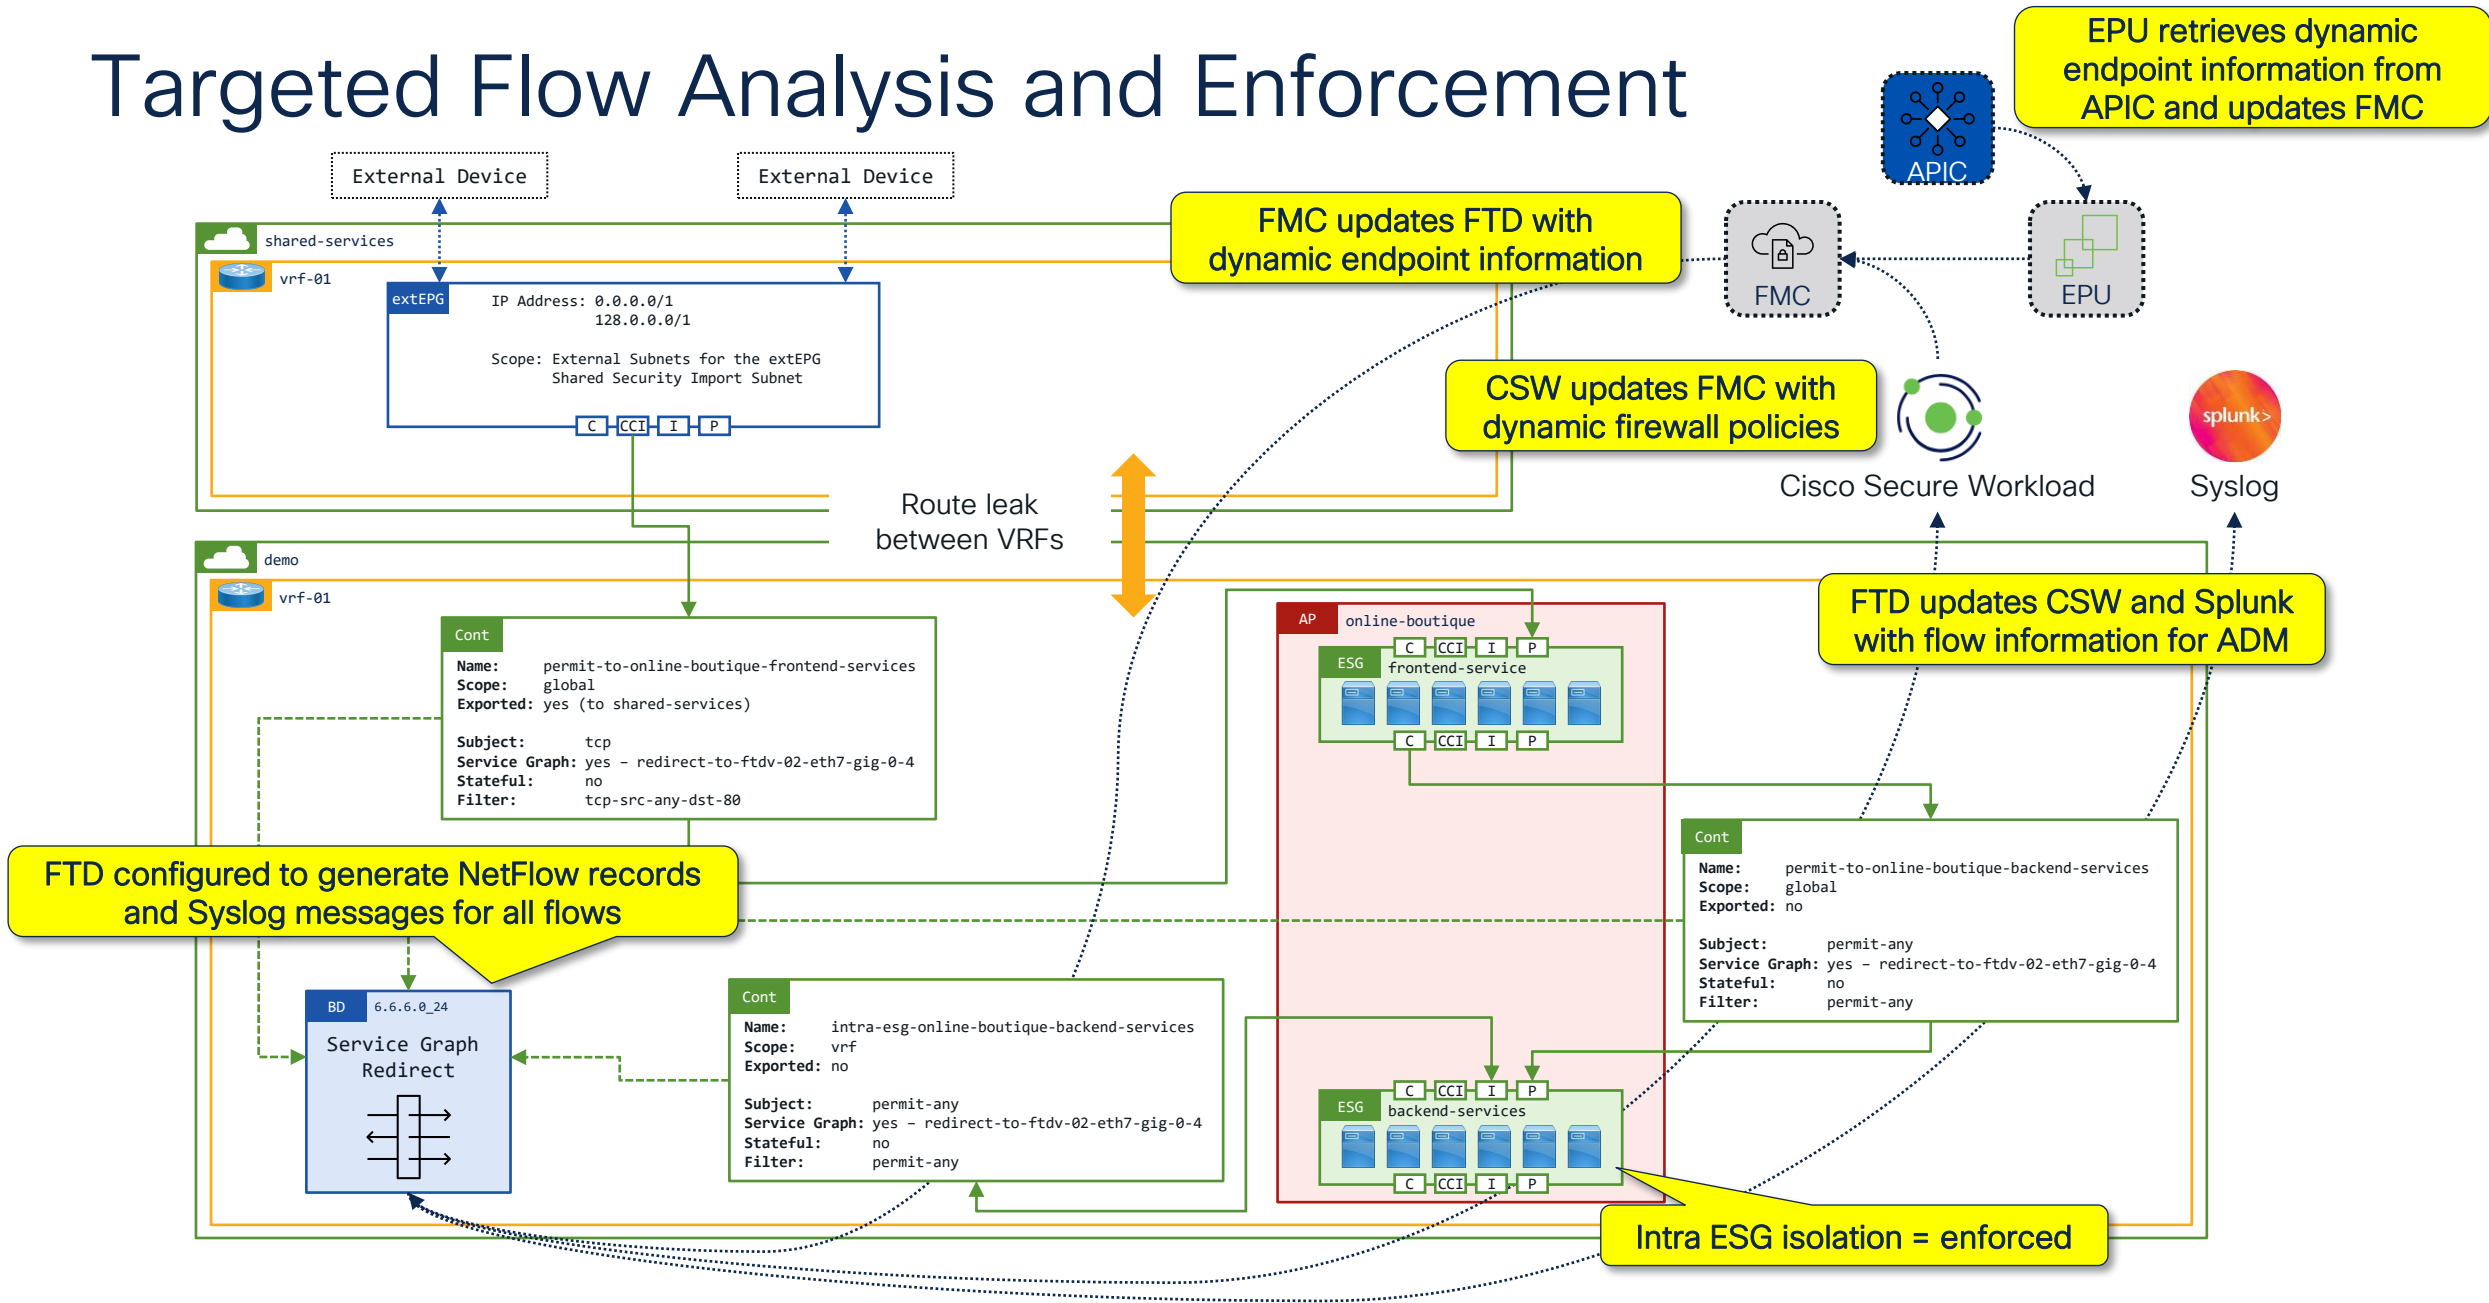 Targeted Flow Analysis and Enforcement
EPU retrieves dynamic
endpoint information from
APIC and updates FMC
APIC
External Device
External Device
FMC updates FTD with
dynamic endpoint information
FMC
EPU
shared-services
vrf-01
extEPG
IP Address: 0.0.0.0/1
128.0.0.0/1
Scope: External Subnets for the extEPG
Shared Security Import Subnet
C CCI I P
CSW updates FMC with
dynamic firewall policies
splunk>
Cisco Secure Workload
Syslog
Route leak
between VRFs
demo
vrf-01
FTD updates CSW and Splunk
with flow information for ADM
Cont
Name: permit-to-online-boutique-frontend-services
Scope: global
Exported: yes (to shared-services)
Subject: tcp
Service Graph: yes – redirect-to-ftdv-02-eth7-gig-0-4
Stateful: no
Filter: tcp-src-any-dst-80
AP
online-boutique
C CCI I P
ESG
frontend-service
C CCI I P
FTD configured to generate NetFlow records
and Syslog messages for all flows
Cont
Name: permit-to-online-boutique-backend-services
Scope: global
Exported: no
Subject: permit-any
Service Graph: yes – redirect-to-ftdv-02-eth7-gig-0-4
Stateful: no
Filter: permit-any
BD
6.6.6.0_24
Service Graph
Redirect
Cont
Name: intra-esg-online-boutique-backend-services
Scope: vrf
Exported: no
Subject: permit-any
Service Graph: yes – redirect-to-ftdv-02-eth7-gig-0-4
Stateful: no
Filter: permit-any
C CCI I P
ESG
backend-services
C CCI I P
Intra ESG isolation = enforced